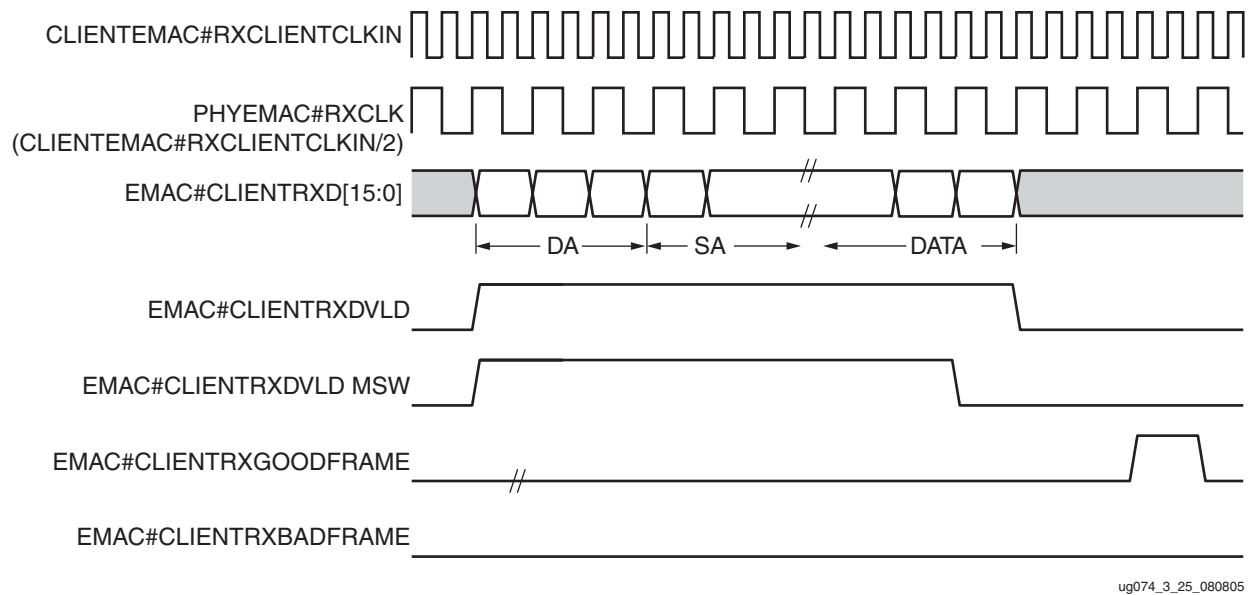 CLIENTEMAC#RXCLIENTCLKIN
PHYEMAC#RXCLK
(CLIENTEMAC#RXCLIENTCLKIN/2)
EMAC#CLIENTRXD[15:0]
DA SA DATA
EMAC#CLIENTRXDVLD
EMAC#CLIENTRXDVLD MSW
EMAC#CLIENTRXGOODFRAME
EMAC#CLIENTRXBADFRAME
ug074_3_25_080805